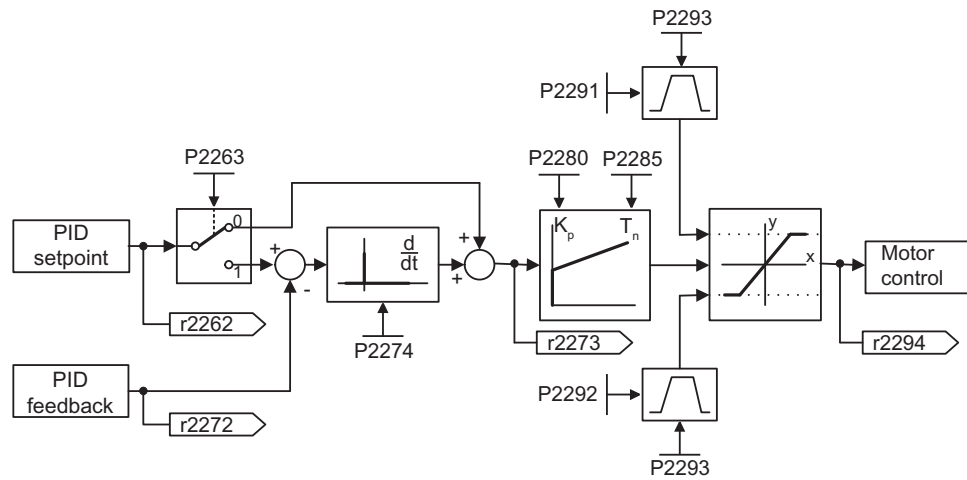 P2293
P2291
P2263
P2280
P2285
PID
setpoint
0
1
+
-
d
dt
+
+
Kp
Tn
y
x
Motor
control
r2262
P2274
r2273
r2294
PID
feedback
r2272
P2292
P2293